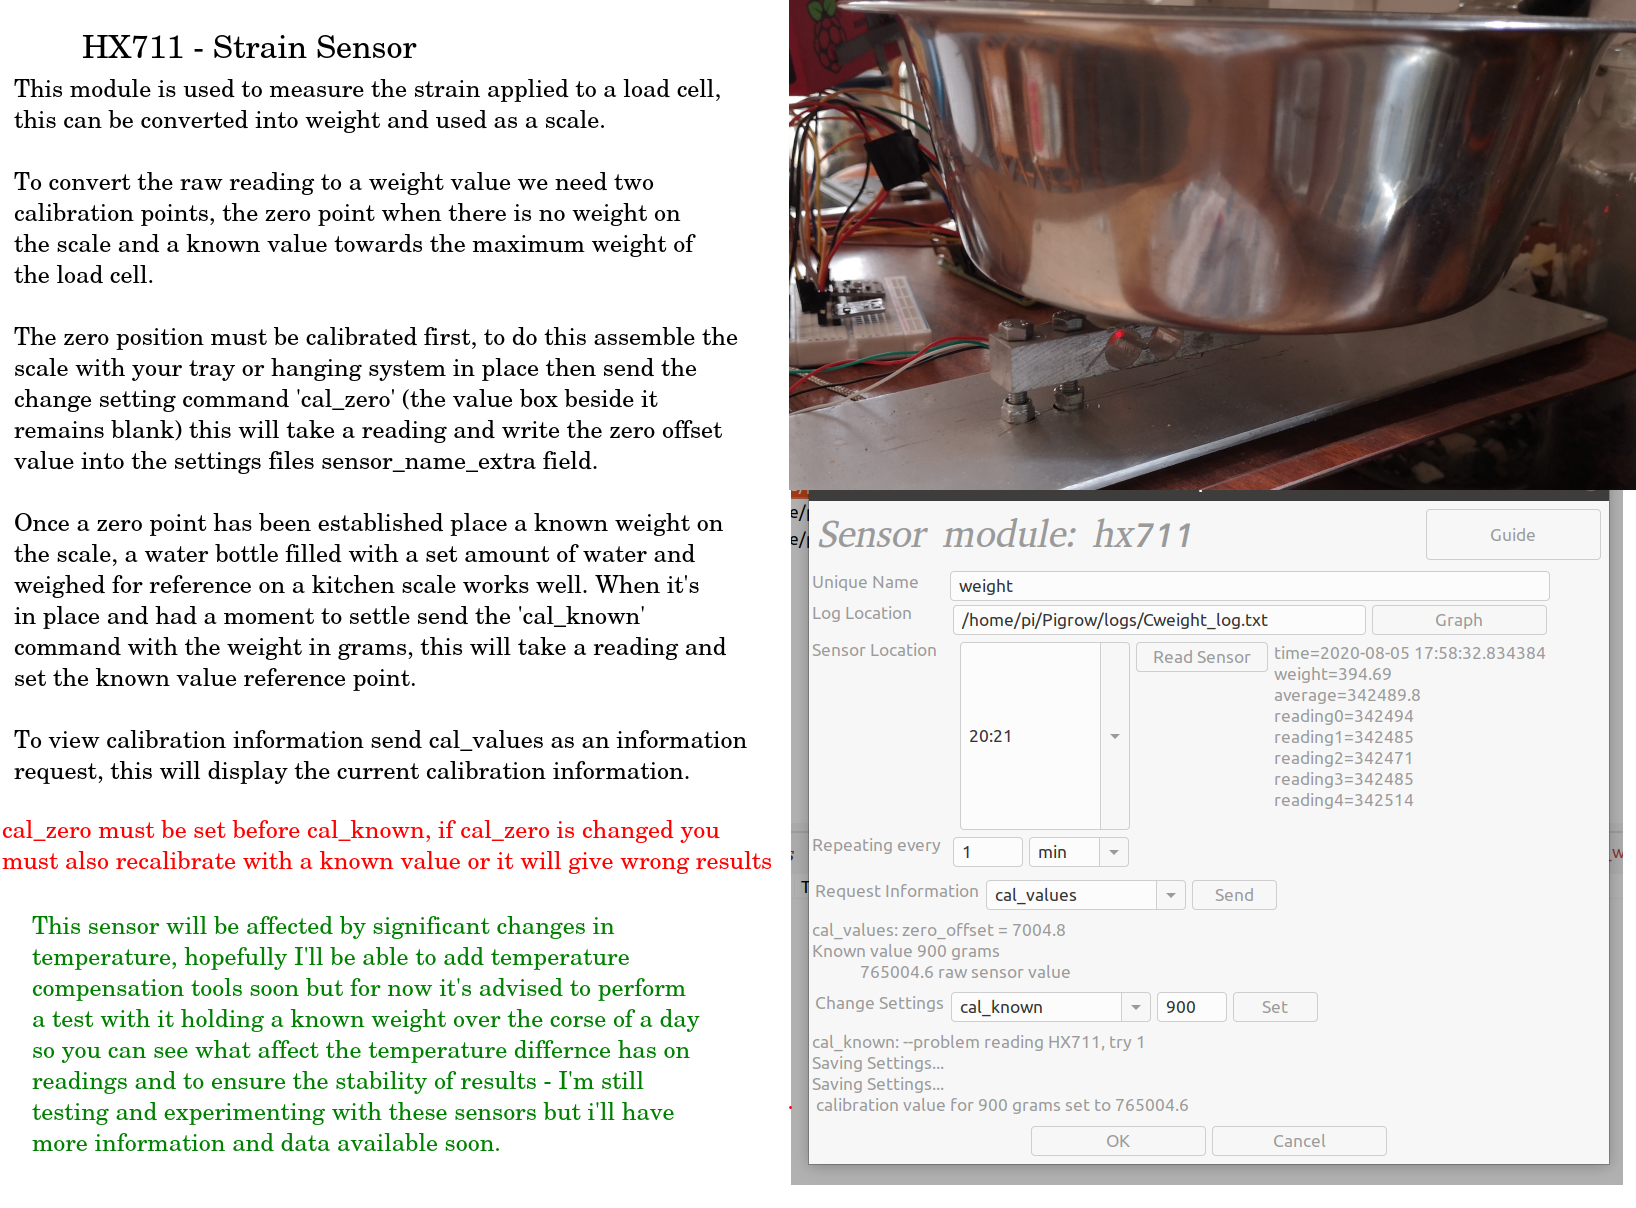 HX711 - Strain Sensor
This module is used to measure the strain applied to a load cell,
this can be converted into weight and used as a scale.
To convert the raw reading to a weight value we need two
calibration points, the zero point when there is no weight on
the scale and a known value towards the maximum weight of
the load cell.
The zero position must be calibrated first, to do this assemble the
scale with your tray or hanging system in place then send the
change setting command 'cal_zero' (the value box beside it
remains blank) this will take a reading and write the zero offset
value into the settings files sensor_name_extra field.
Once a zero point has been established place a known weight on
the scale, a water bottle filled with a set amount of water and
weighed for reference on a kitchen scale works well. When it's
in place and had a moment to settle send the 'cal_known'
command with the weight in grams, this will take a reading and
set the known value reference point.
To view calibration information send cal_values as an information
request, this will display the current calibration information.
cal_zero must be set before cal_known, if cal_zero is changed you
must also recalibrate with a known value or it will give wrong results
This sensor will be affected by significant changes in
temperature, hopefully I'll be able to add temperature
compensation tools soon but for now it's advised to perform
a test with it holding a known weight over the corse of a day
so you can see what affect the temperature differnce has on
readings and to ensure the stability of results - I'm still
testing and experimenting with these sensors but i'll have
more information and data available soon.
Sensor module: hx711
Guide
Unique Name weight
Log Location /home/pi/Pigrow/logs/Cweight_log.txt Graph
Sensor Location 20:21 Read Sensor
time=2020-08-05 17:58:32.834384
weight=394.69
average=342489.8
reading0=342494
reading1=342485
reading2=342471
reading3=342485
reading4=342514
Repeating every 1 min
Request Information cal_values Send
cal_values: zero_offset = 7004.8
Known value 900 grams
765004.6 raw sensor value
Change Settings cal_known 900 Set
cal_known: --problem reading HX711, try 1
Saving Settings...
Saving Settings...
calibration value for 900 grams set to 765004.6
OK Cancel